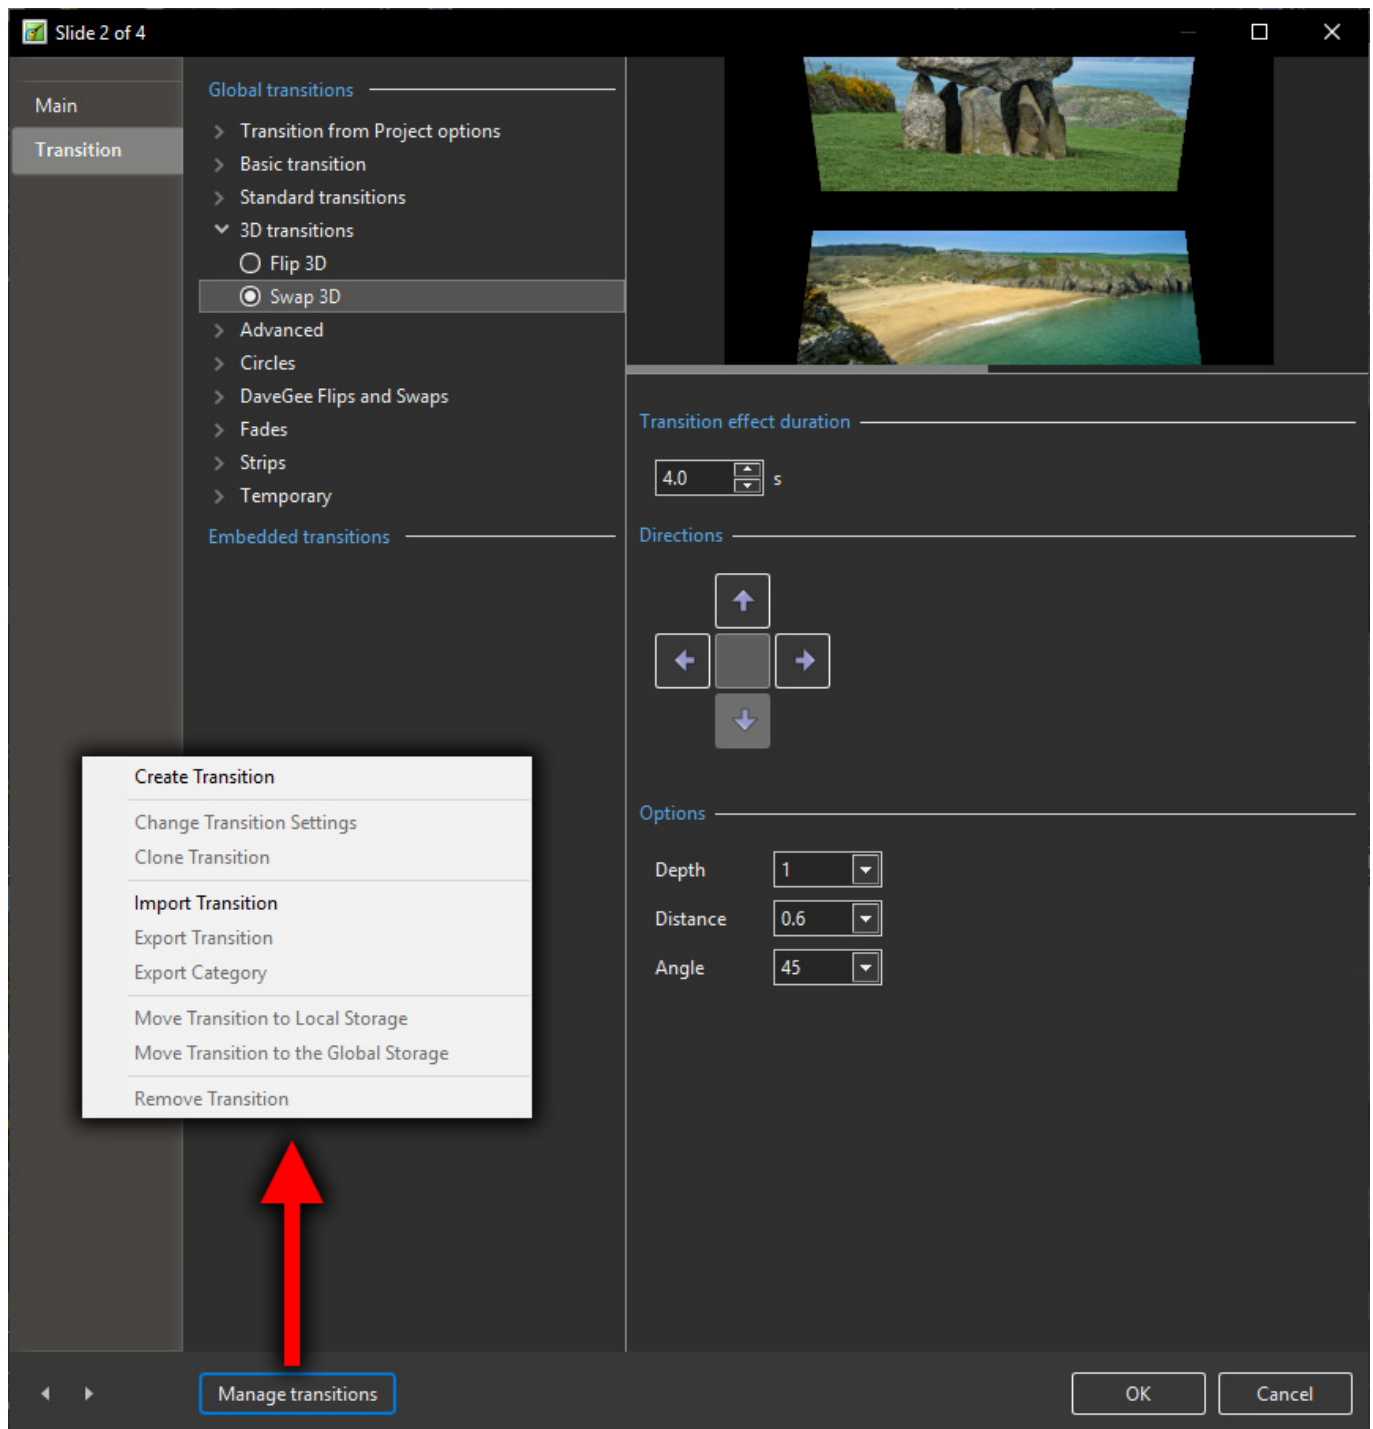 Slide 2 of 4
Main
Transition
Global transitions
Transition from Project options
Basic transition
Standard transitions
3D transitions
Flip 3D
Swap 3D
Advanced
Circles
DaveGee Flips and Swaps
Fades
Strips
Temporary
Embedded transitions
Transition effect duration
4.0 s
Directions
Options
Depth 1
Distance 0.6
Angle 45
Create Transition
Change Transition Settings
Clone Transition
Import Transition
Export Transition
Export Category
Move Transition to Local Storage
Move Transition to the Global Storage
Remove Transition
Manage transitions
OK
Cancel